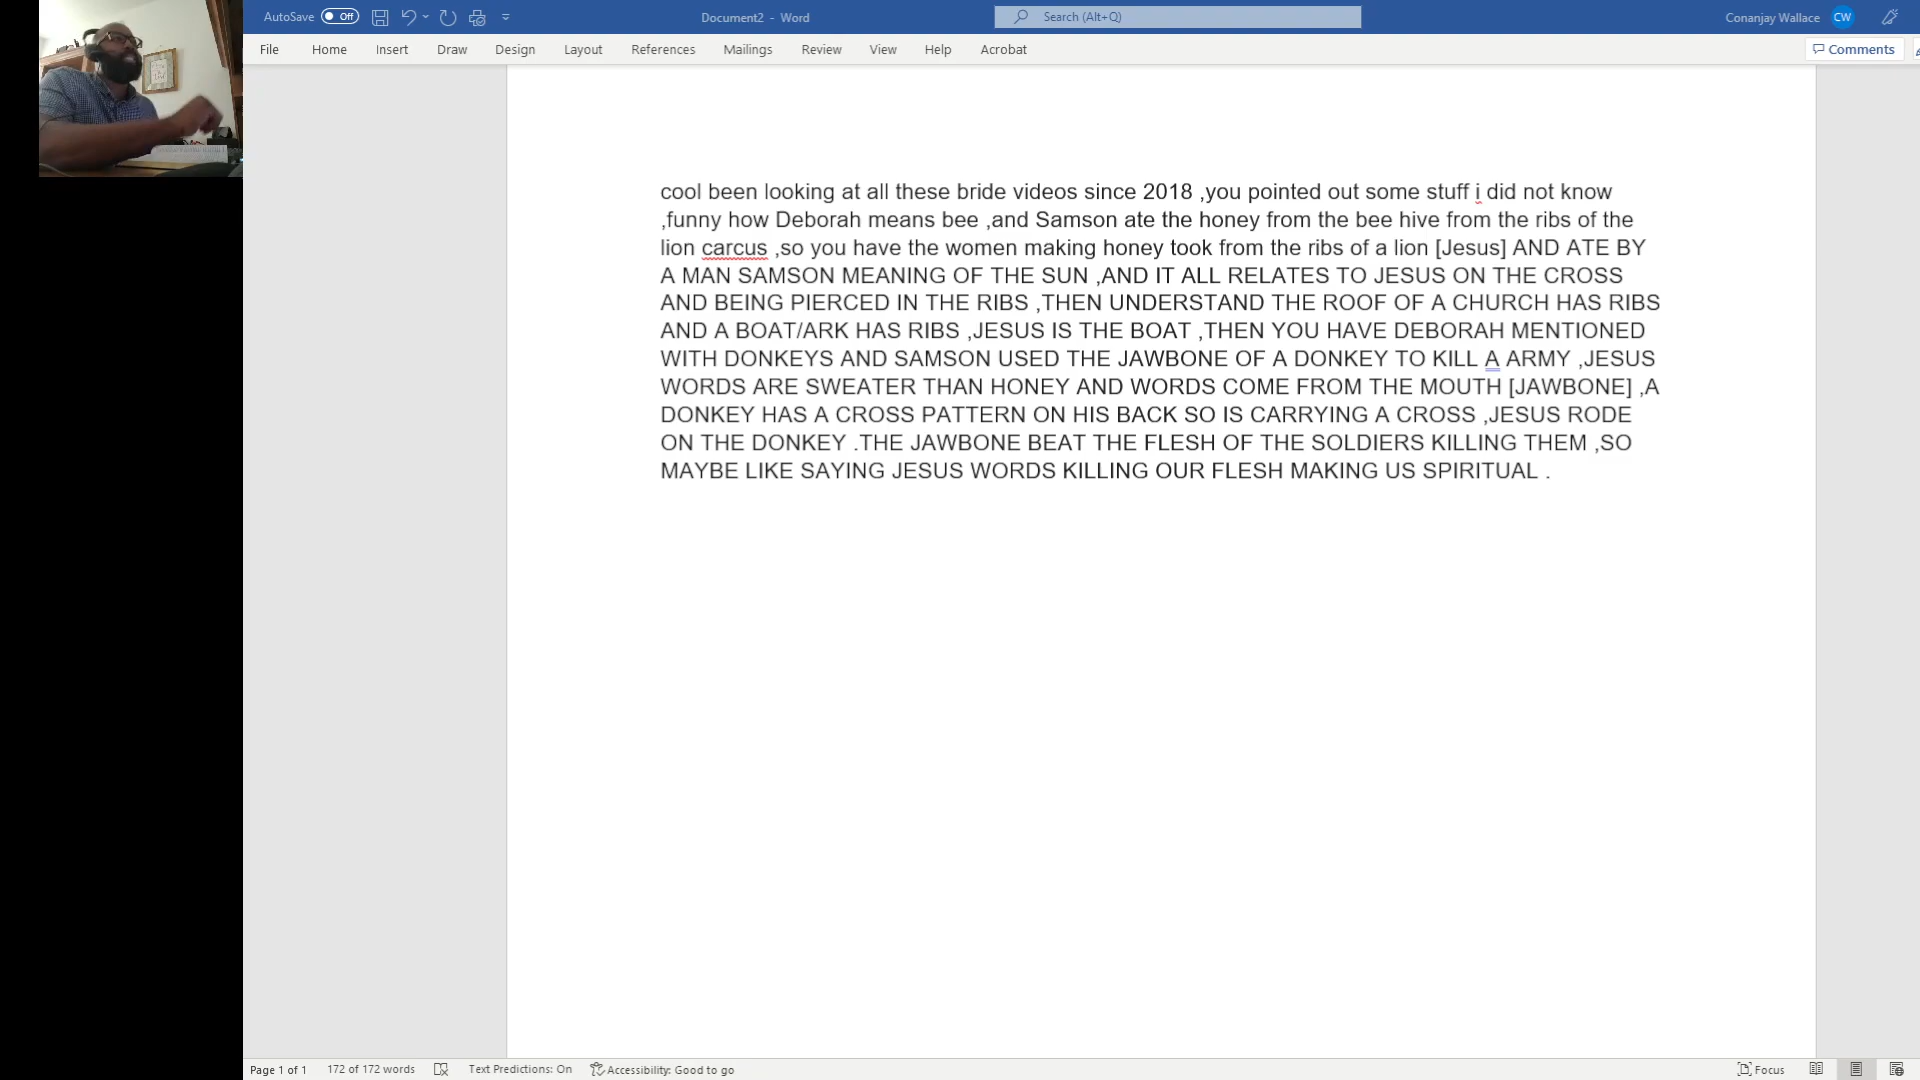 AutoSave Off Document2 - Word Search (Alt+Q) Conanjay Wallace CW
File Home Insert Draw Design Layout References Mailings Review View Help Acrobat Comments
cool been looking at all these bride videos since 2018 ,you pointed out some stuff i did not know
,funny how Deborah means bee ,and Samson ate the honey from the bee hive from the ribs of the
lion carcus ,so you have the women making honey took from the ribs of a lion [Jesus] AND ATE BY
A MAN SAMSON MEANING OF THE SUN ,AND IT ALL RELATES TO JESUS ON THE CROSS
AND BEING PIERCED IN THE RIBS ,THEN UNDERSTAND THE ROOF OF A CHURCH HAS RIBS
AND A BOAT/ARK HAS RIBS ,JESUS IS THE BOAT ,THEN YOU HAVE DEBORAH MENTIONED
WITH DONKEYS AND SAMSON USED THE JAWBONE OF A DONKEY TO KILL A ARMY ,JESUS
WORDS ARE SWEATER THAN HONEY AND WORDS COME FROM THE MOUTH [JAWBONE] ,A
DONKEY HAS A CROSS PATTERN ON HIS BACK SO IS CARRYING A CROSS ,JESUS RODE
ON THE DONKEY .THE JAWBONE BEAT THE FLESH OF THE SOLDIERS KILLING THEM ,SO
MAYBE LIKE SAYING JESUS WORDS KILLING OUR FLESH MAKING US SPIRITUAL .
Page 1 of 1 172 of 172 words Text Predictions: On Accessibility: Good to go Focus